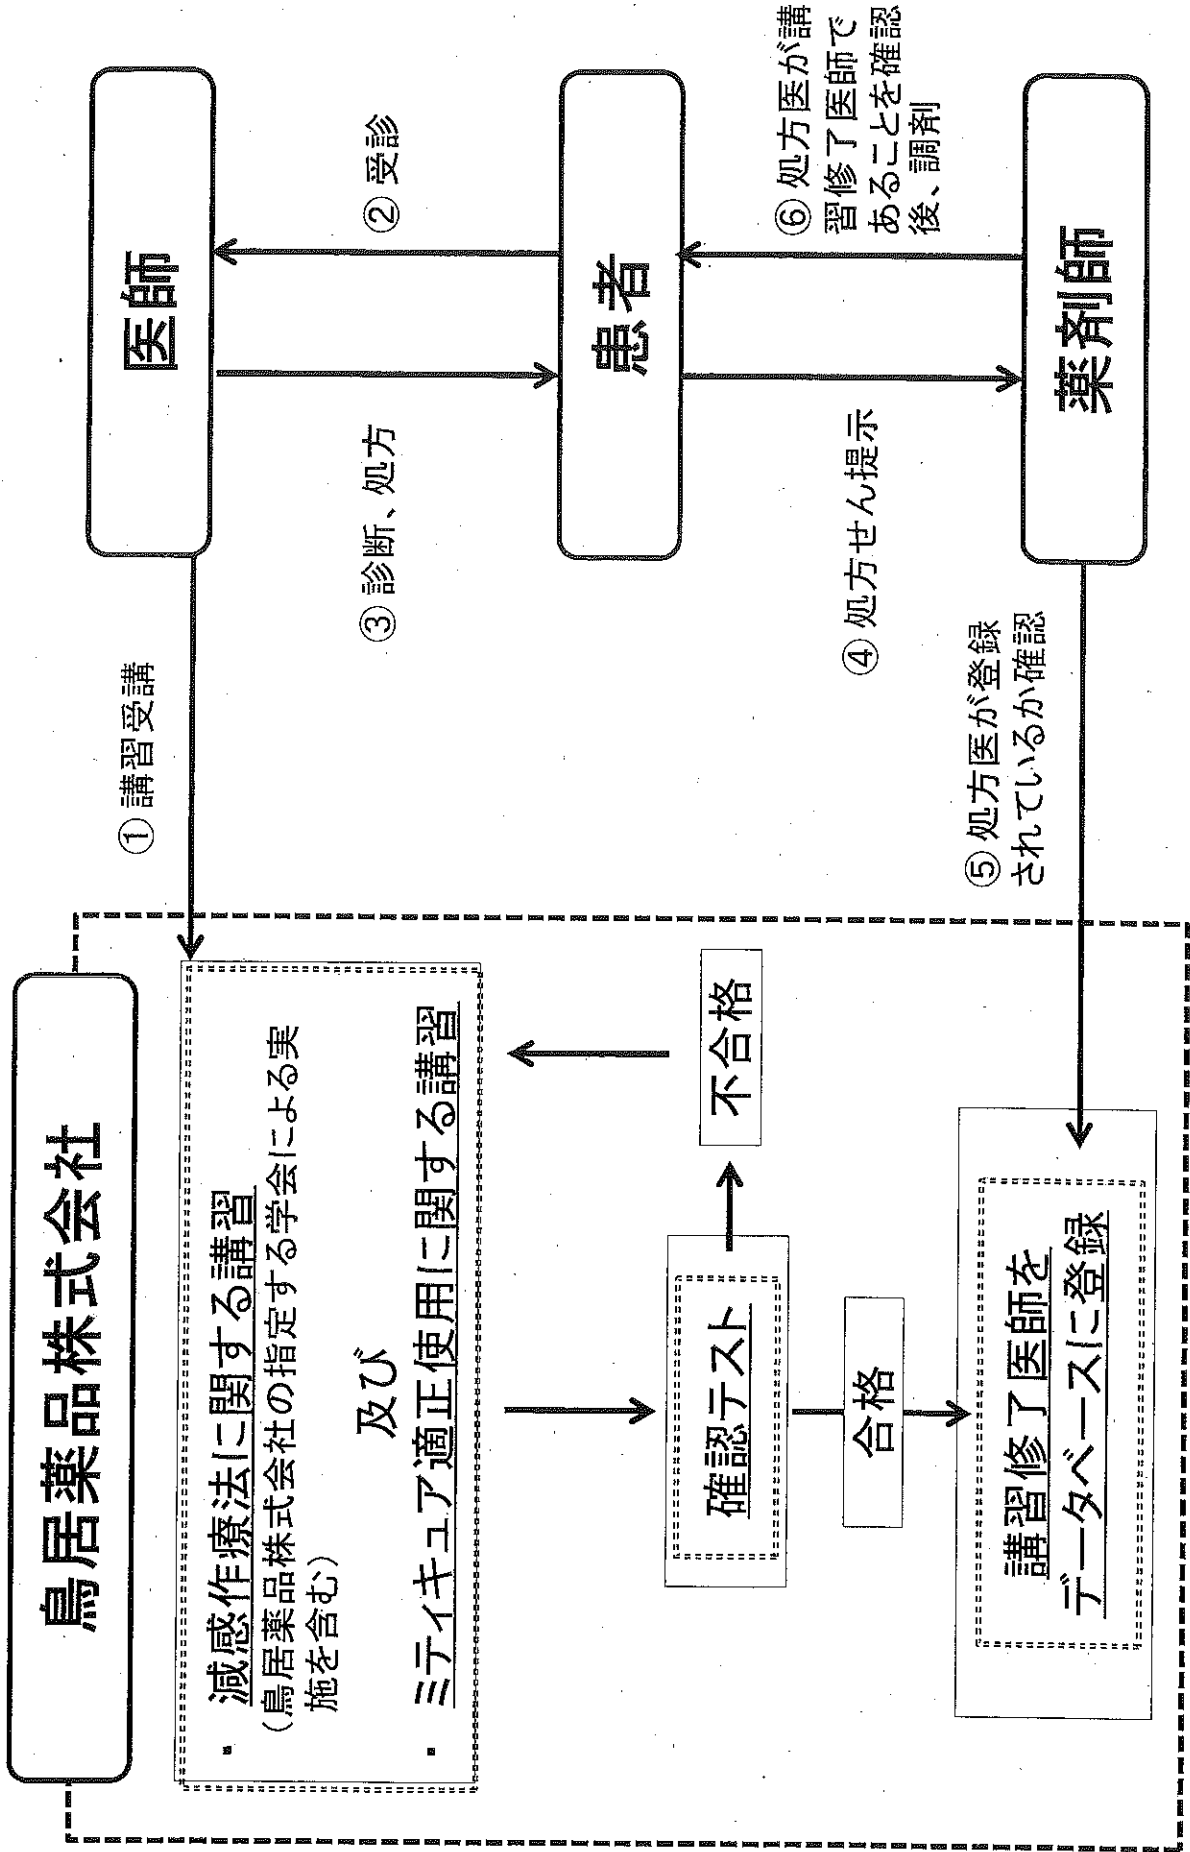 鳥居薬品株式会社
・ 減感作療法に関する講習
(鳥居薬品株式会社の指定する学会による実
施を含む)
及び
・ ミティキュア適正使用に関する講習
確認テスト
不合格
合格
講習修了医師を
データベースに登録
① 講習受講
医師
② 受診
③ 診断、処方
患者
④ 処方せん提示
⑤ 処方医が登録
されているか確認
⑥ 処方医が講
習修了医師で
あることを確認
後、調剤
薬剤師